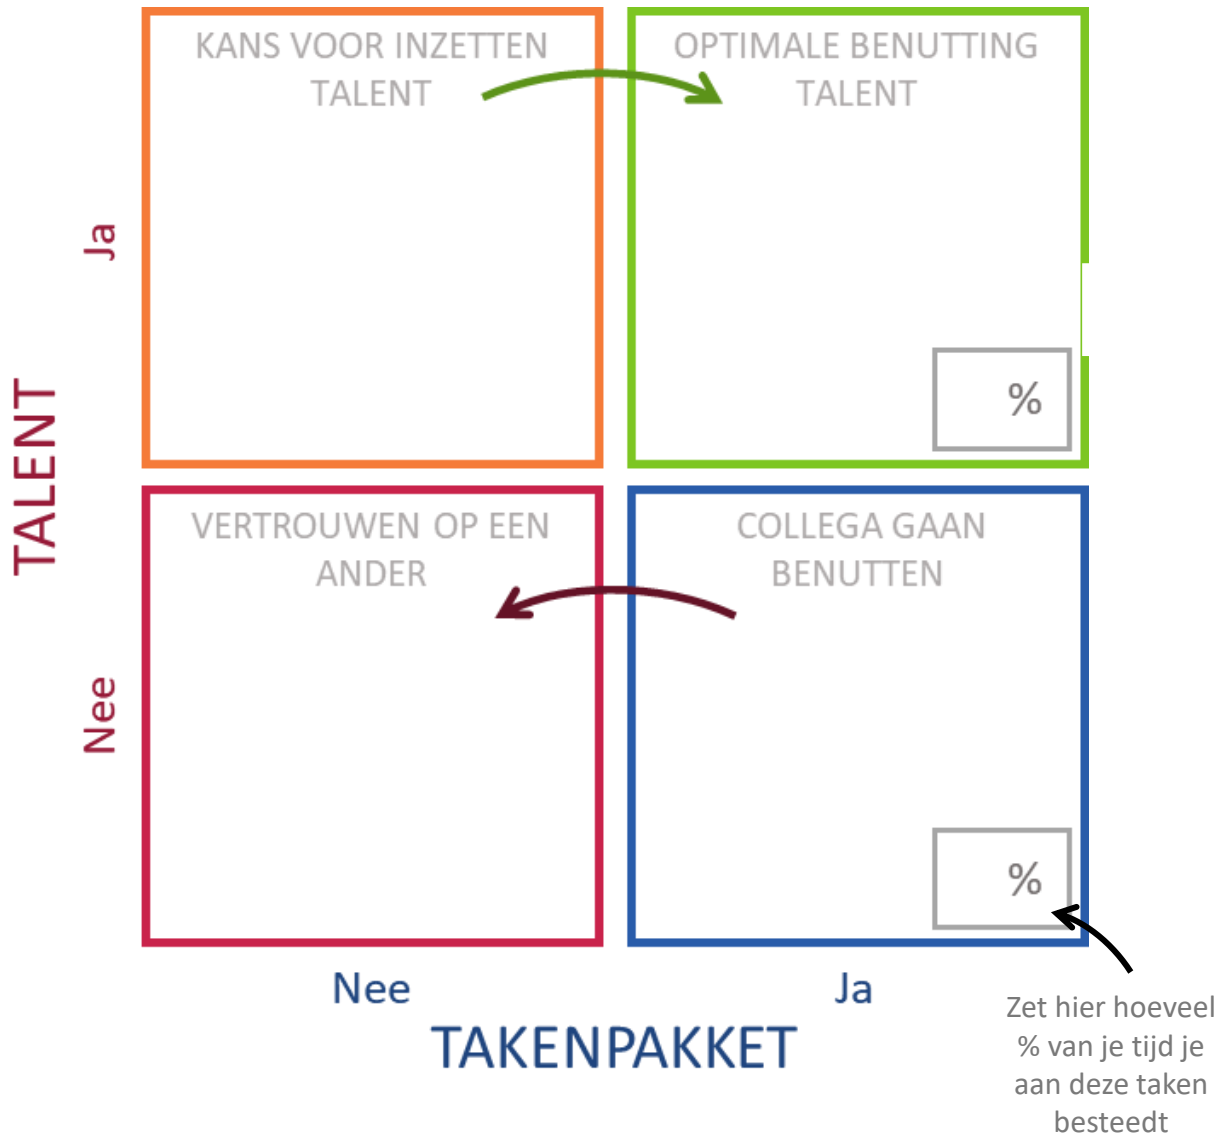 KANS VOOR INZETTEN
TALENT
OPTIMALE BENUTTING
TALENT
Ja
%
TALENT
VERTROUWEN OP EEN
ANDER
COLLEGA GAAN
BENUTTEN
Nee
%
Nee
Ja
TAKENPAKKET
Zet hier hoeveel
% van je tijd je
aan deze taken
besteedt